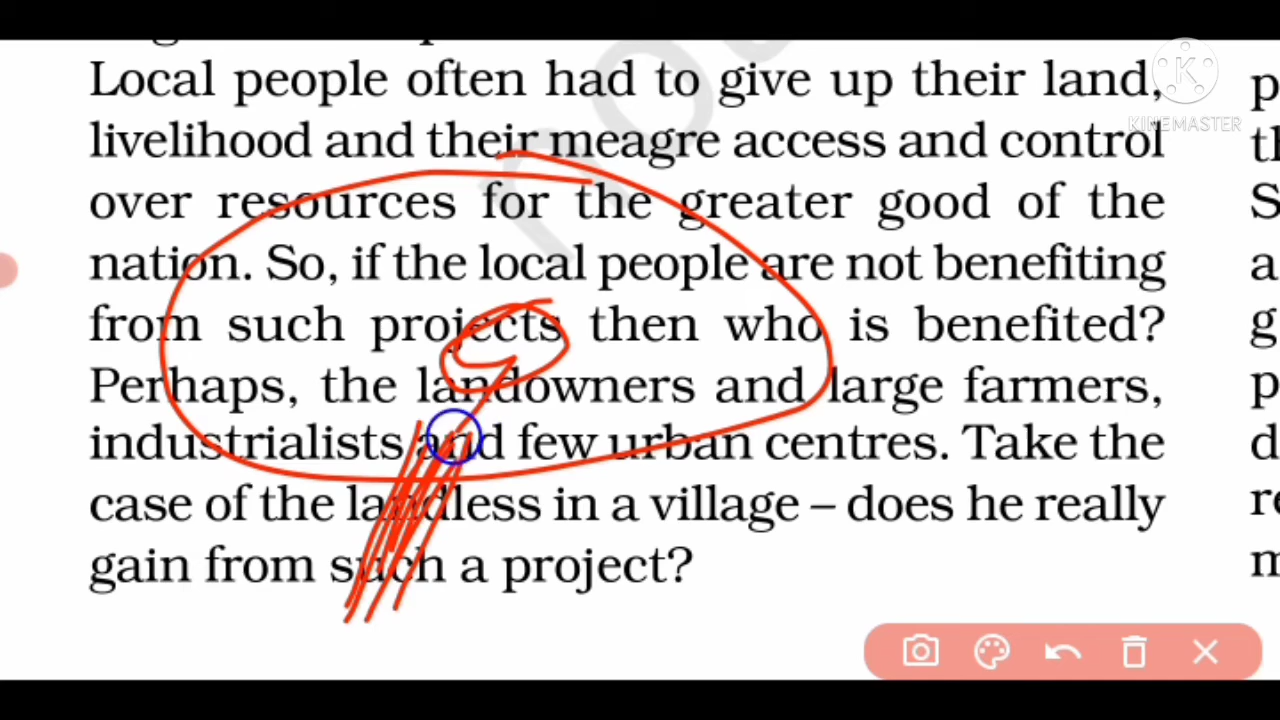 Local people often had to give up their land,
livelihood and their meagre access and control
over resources for the greater good of the
nation. So, if the local people are not benefiting
from such projects then who is benefited?
Perhaps, the landowners and large farmers,
industrialists and few urban centres. Take the
case of the landless in a village – does he really
gain from such a project?
KINEMASTER